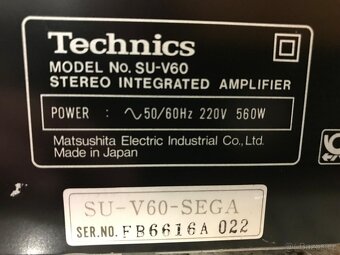 Technics
MODEL No. SU-V60
STEREO INTEGRATED AMPLIFIER
POWER : ∿50/60Hz 220V 560W
Matsushita Electric Industrial Co., Ltd.
Made in Japan
SU-V60-SEGA
SER.NO. FB6616A 022